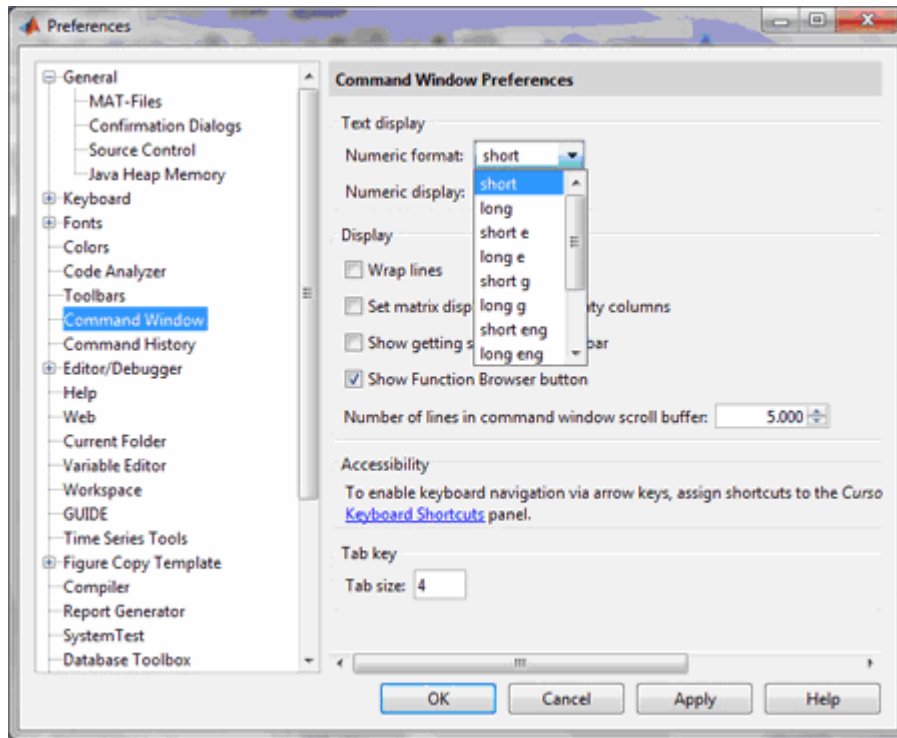 Preferences
General
MAT-Files
Confirmation Dialogs
Source Control
Java Heap Memory
Keyboard
Fonts
Colors
Code Analyzer
Toolbars
Command Window
Command History
Editor/Debugger
Help
Web
Current Folder
Variable Editor
Workspace
GUIDE
Time Series Tools
Figure Copy Template
Compiler
Report Generator
SystemTest
Database Toolbox
Command Window Preferences
Text display
Numeric format: short
Numeric display:
short
long
short e
long e
short g
long g
short eng
long eng
Display
Wrap lines
Set matrix columns
Show getting
Show Function Browser button
Number of lines in command window scroll buffer: 5.000
Accessibility
To enable keyboard navigation via arrow keys, assign shortcuts to the Curso
Keyboard Shortcuts panel.
Tab key
Tab size: 4
OK Cancel Apply Help